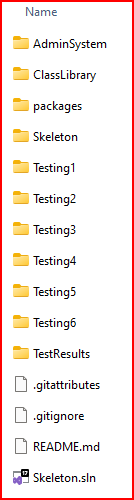 Name
AdminSystem
ClassLibrary
packages
Skeleton
Testing1
Testing2
Testing3
Testing4
Testing5
Testing6
TestResults
.gitattributes
.gitignore
README.md
Skeleton.sln